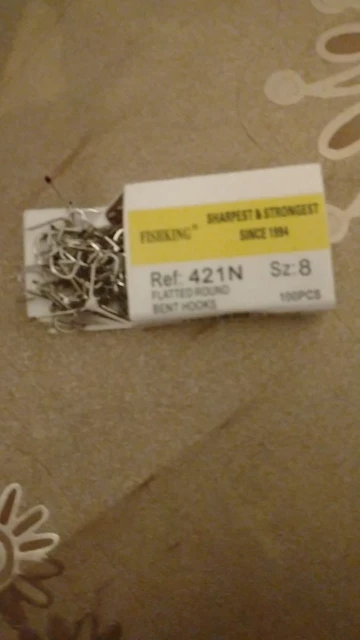 FISHKING®
SHARPEST & STRONGEST
SINCE 1994
Ref: 421N
Sz: 8
FLATTED ROUND
BENT HOOKS
100PCS